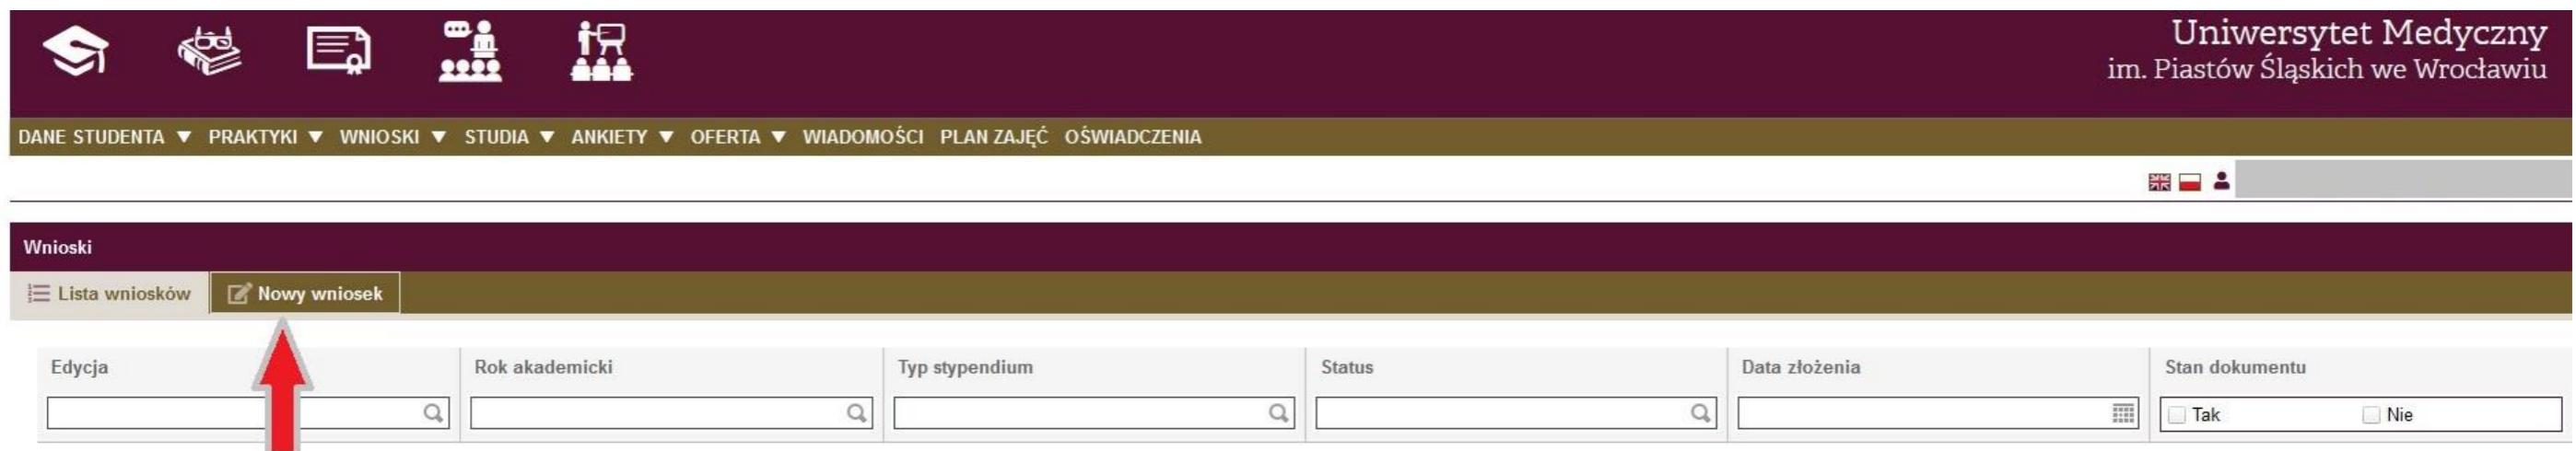 Uniwersytet Medyczny
im. Piastów Śląskich we Wrocławiu
DANE STUDENTA ▼ PRAKTYKI ▼ WNIOSKI ▼ STUDIA ▼ ANKIETY ▼ OFERTA ▼ WIADOMOŚCI PLAN ZAJĘĆ OŚWIADCZENIA
Wnioski
Lista wniosków Nowy wniosek
Edycja Rok akademicki Typ stypendium Status Data złożenia Stan dokumentu
Tak Nie